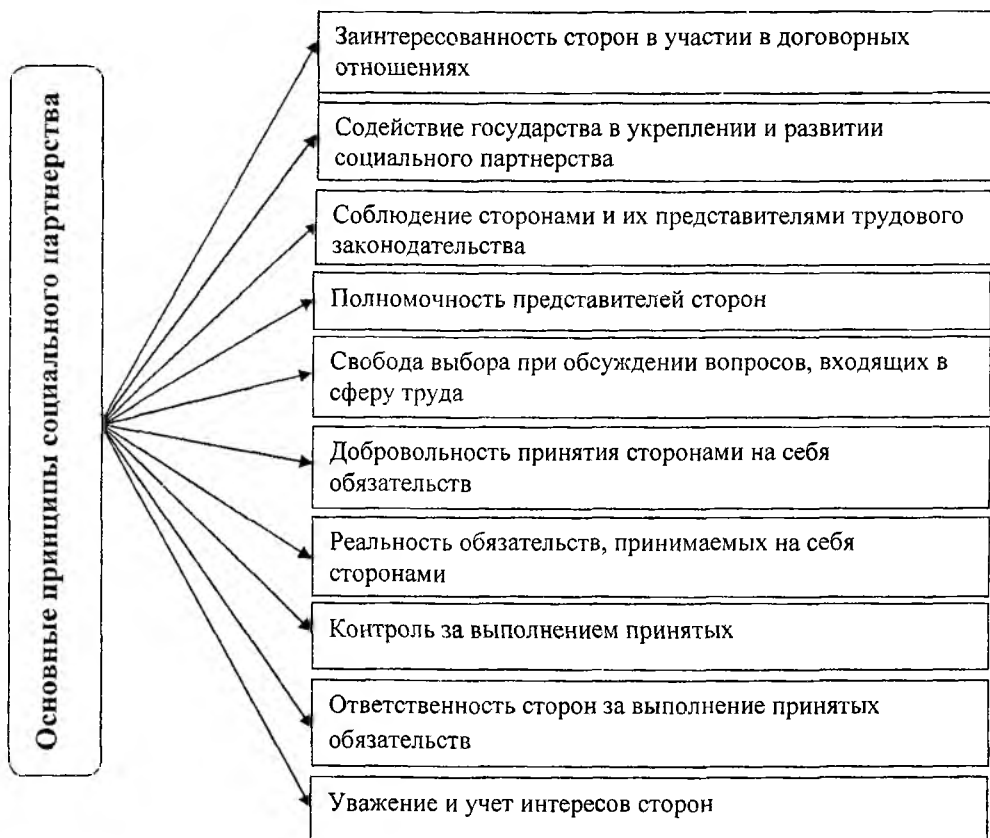 Основные принципы социального партнерства
Заинтересованность сторон в участии в договорных
отношениях
Содействие государства в укреплении и развитии
социального партнерства
Соблюдение сторонами и их представителями трудового
законодательства
Полномочность представителей сторон
Свобода выбора при обсуждении вопросов, входящих в
сферу труда
Добровольность принятия сторонами на себя
обязательств
Реальность обязательств, принимаемых на себя
сторонами
Контроль за выполнением принятых
Ответственность сторон за выполнение принятых
обязательств
Уважение и учет интересов сторон